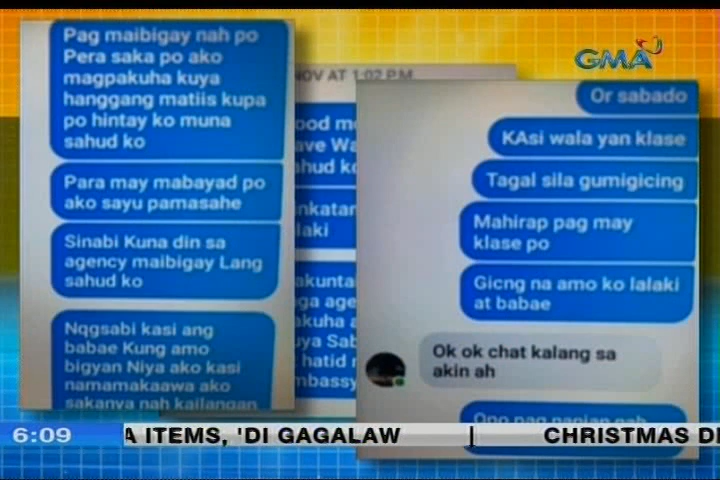 GMA
Pag maibigay nah po
Pera saka po ako
magpakuha kuya
hanggang matiis kupa
po hintay ko muna
sahud ko
Para may mabayad po
ako sayu pamasahe
Sinabi Kuna din sa
agency maibigay Lang
sahud ko
Nqgsabi kasi ang
babae Kung amo
bigyan Niya ako kasi
namamakaawa ako
sakanya nah kailangan
NOV AT 1:02 PM
sahud ko
Or sabado
KAsi wala yan klase
Tagal sila gumigicing
Mahirap pag may
klase po
Gicng na amo ko lalaki
at babae
Ok ok chat kalang sa
akin ah
6:09
A ITEMS, 'DI GAGALAW | CHRISTMAS D